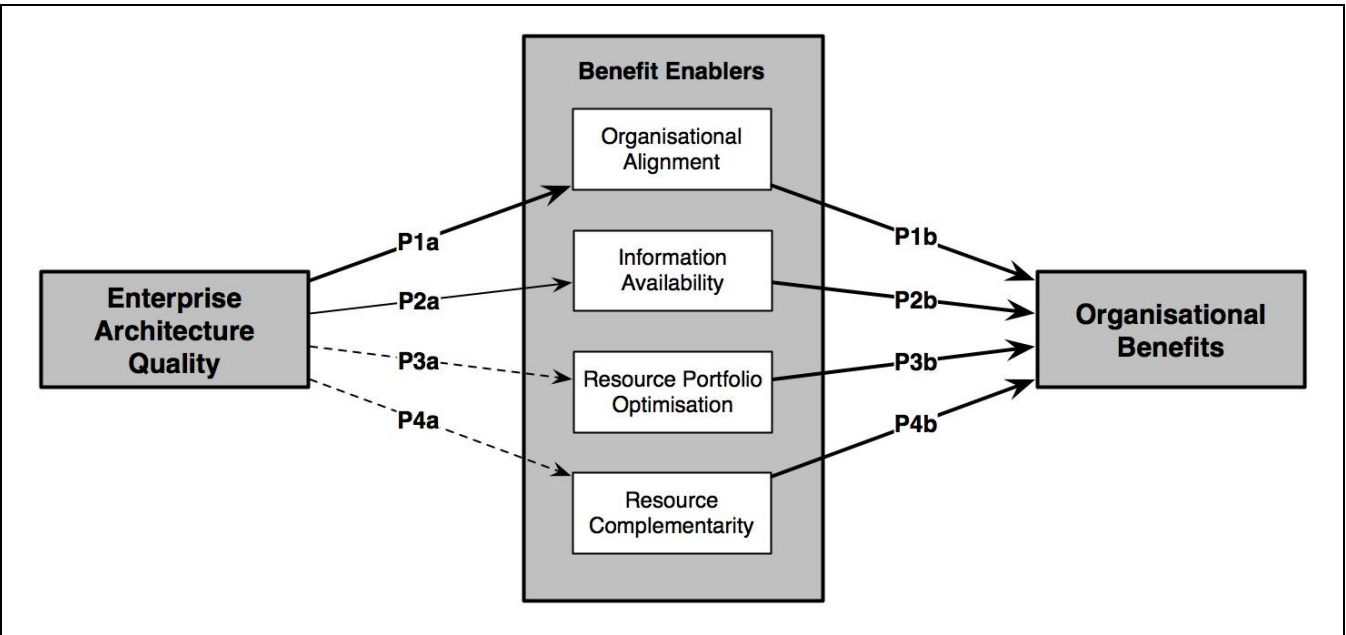 Benefit Enablers
Organisational
Alignment
P1a
P1b
Information
Availability
Enterprise
Architecture
Quality
P2a
P2b
Organisational
Benefits
P3a
Resource Portfolio
Optimisation
P3b
P4a
P4b
Resource
Complementarity